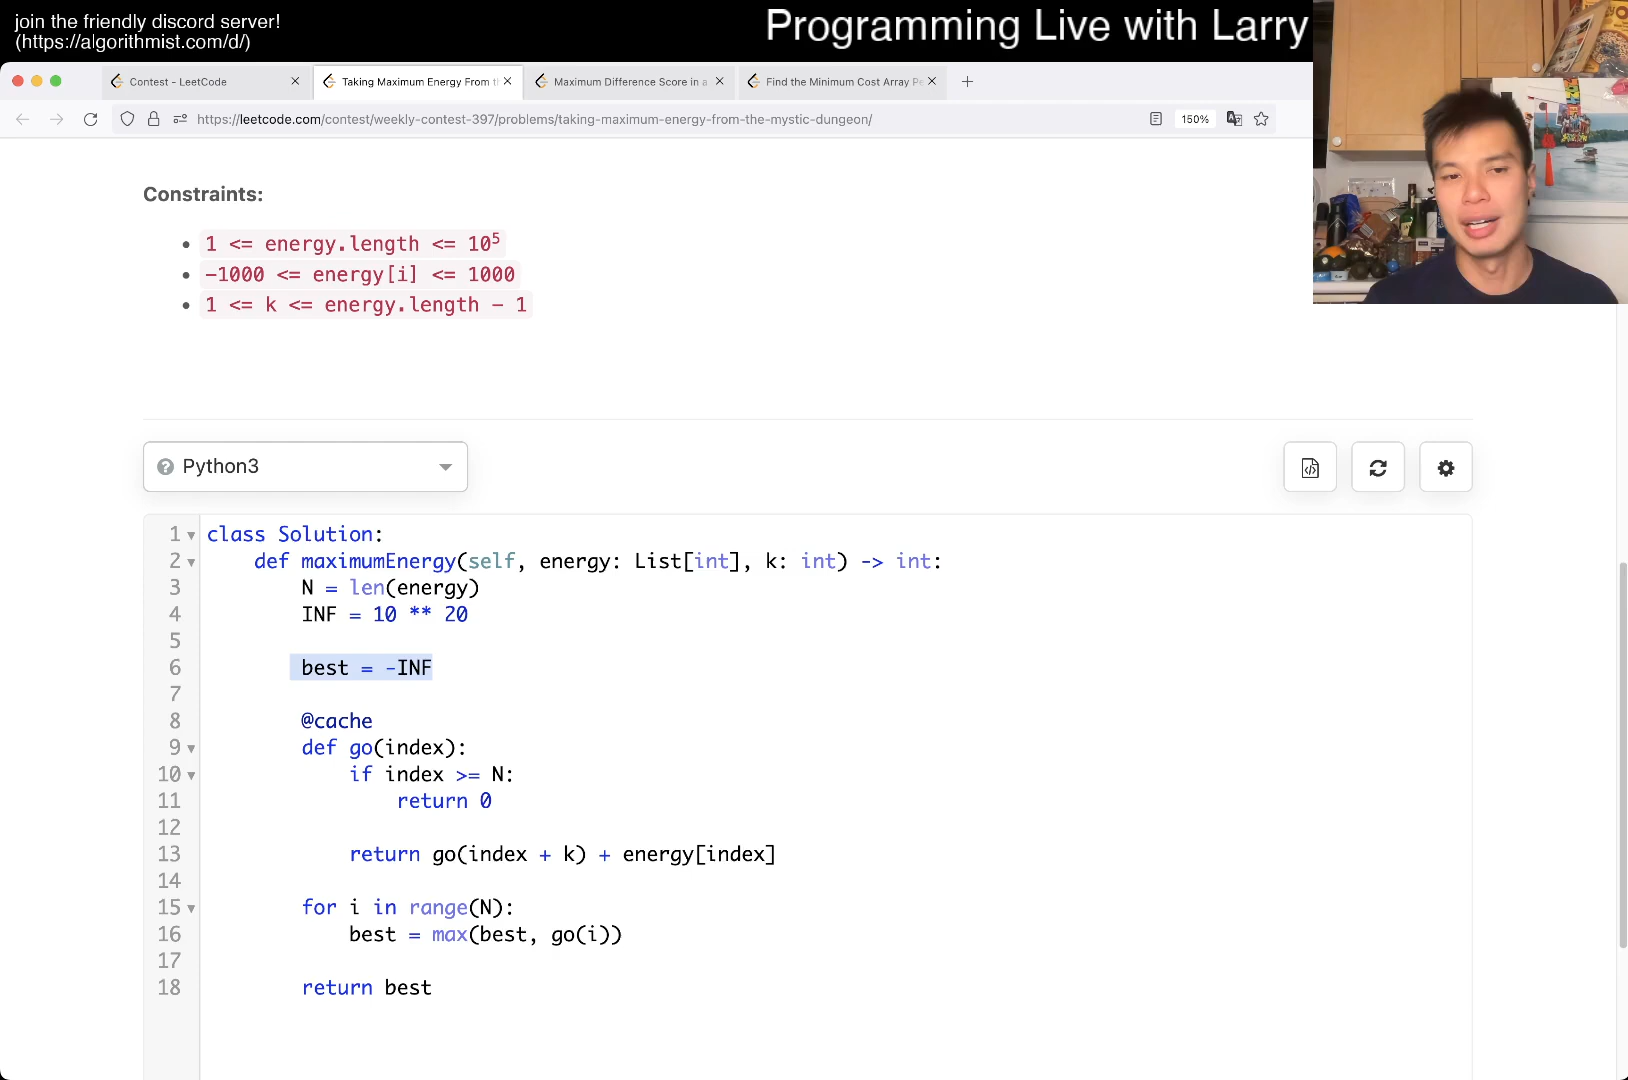 join the friendly discord server!
(https://algorithmist.com/d/)
Programming Live with Larry
Contest - LeetCode
Taking Maximum Energy From t
Maximum Difference Score in a
Find the Minimum Cost Array Pe
https://leetcode.com/contest/weekly-contest-397/problems/taking-maximum-energy-from-the-mystic-dungeon/
150%
Constraints:
1 <= energy.length <= 10⁵
-1000 <= energy[i] <= 1000
1 <= k <= energy.length - 1
Python3
1 class Solution:
2 def maximumEnergy(self, energy: List[int], k: int) -> int:
3 N = len(energy)
4 INF = 10 ** 20
5
6 best = -INF
7
8 @cache
9 def go(index):
10 if index >= N:
11 return 0
12
13 return go(index + k) + energy[index]
14
15 for i in range(N):
16 best = max(best, go(i))
17
18 return best